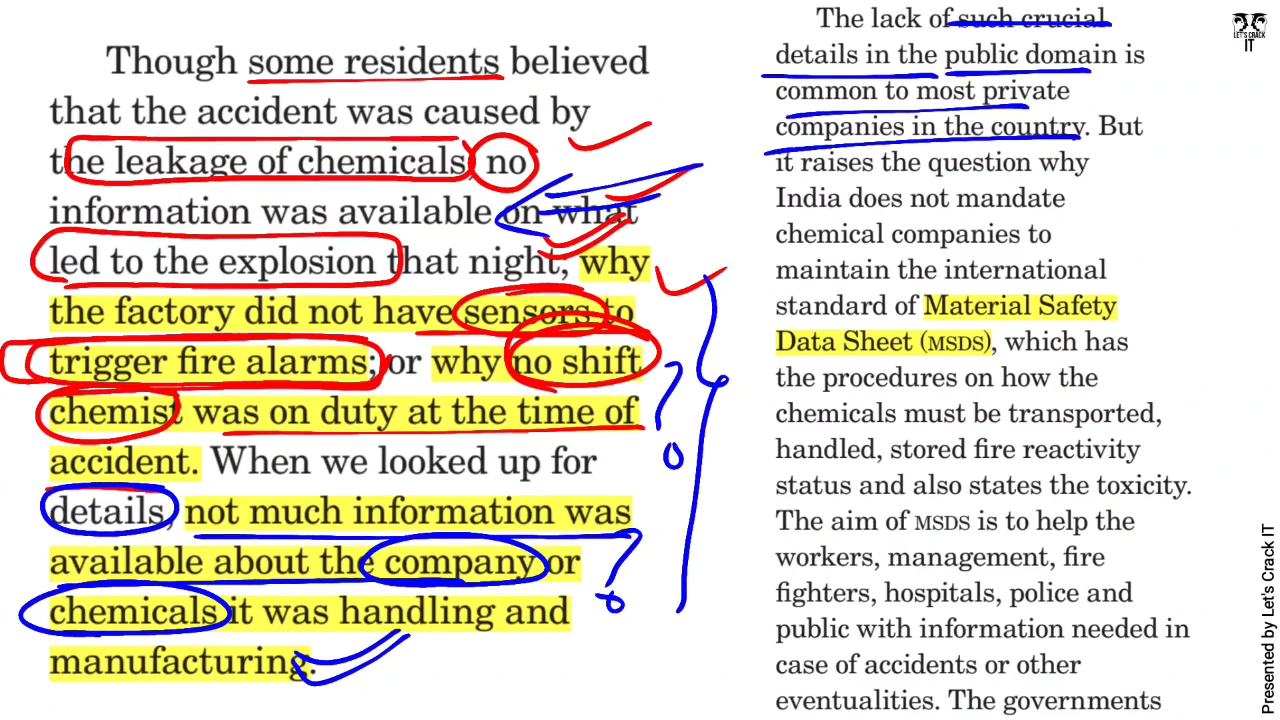 Though some residents believed
that the accident was caused by
the leakage of chemicals, no
information was available on what
led to the explosion that night, why
the factory did not have sensors to
trigger fire alarms; or why no shift
chemist was on duty at the time of
accident. When we looked up for
details, not much information was
available about the company or
chemicals it was handling and
manufacturing.
The lack of such crucial
details in the public domain is
common to most private
companies in the country. But
it raises the question why
India does not mandate
chemical companies to
maintain the international
standard of Material Safety
Data Sheet (MSDS), which has
the procedures on how the
chemicals must be transported,
handled, stored fire reactivity
status and also states the toxicity.
The aim of MSDS is to help the
workers, management, fire
fighters, hospitals, police and
public with information needed in
case of accidents or other
eventualities. The governments
LET'S CRACK
IT
Presented by Let's Crack IT